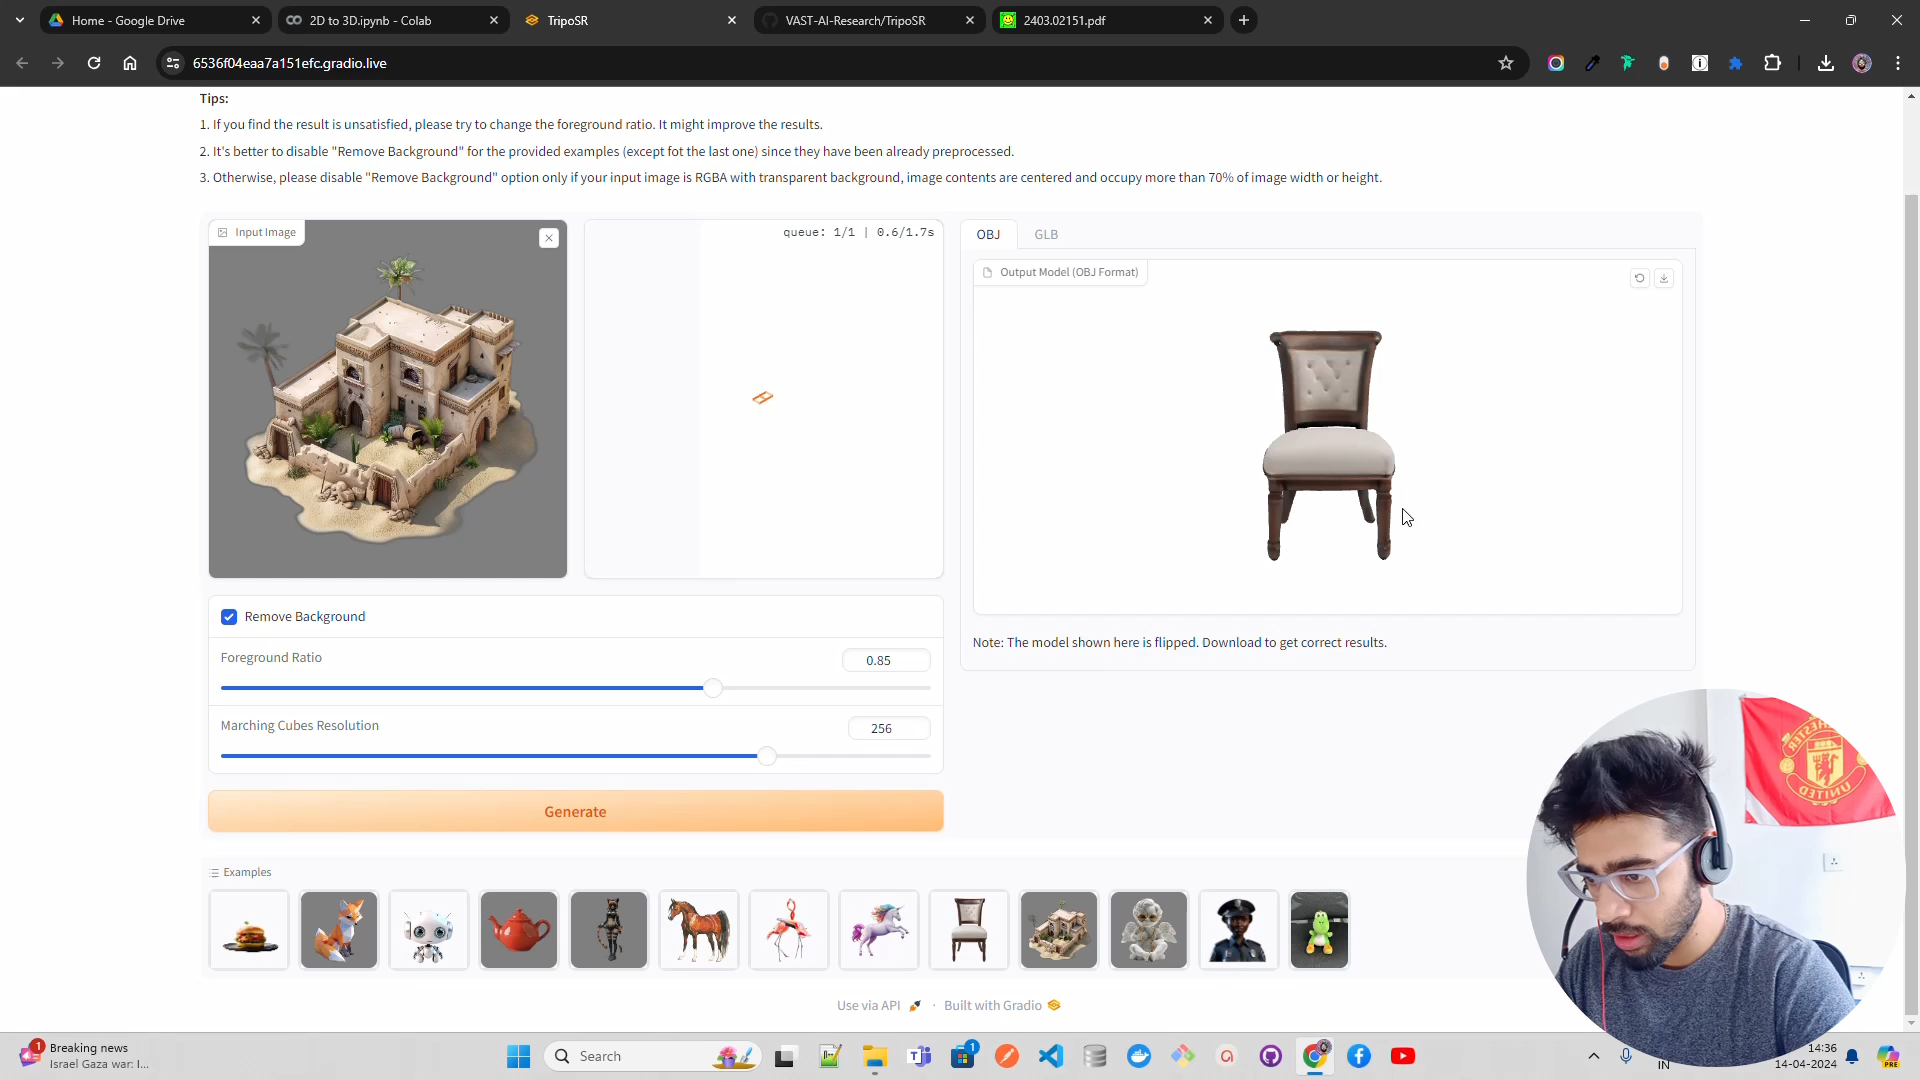 Home - Google Drive
2D to 3D.ipynb - Colab
TripoSR
VAST-AI-Research/TripoSR
2403.02151.pdf
6536f04eaa7a151efc.gradio.live
Tips:
1. If you find the result is unsatisfied, please try to change the foreground ratio. It might improve the results.
2. It's better to disable "Remove Background" for the provided examples (except fot the last one) since they have been already preprocessed.
3. Otherwise, please disable "Remove Background" option only if your input image is RGBA with transparent background, image contents are centered and occupy more than 70% of image width or height.
Input Image
queue: 1/1 | 0.6/1.7s
OBJ
GLB
Output Model (OBJ Format)
Note: The model shown here is flipped. Download to get correct results.
Remove Background
Foreground Ratio
0.85
Marching Cubes Resolution
256
Generate
Examples
Use via API
·
Built with Gradio
1
Breaking news
Israel Gaza war: I...
Search
1
IN
14:36
14-04-2024
PRE
UNITED